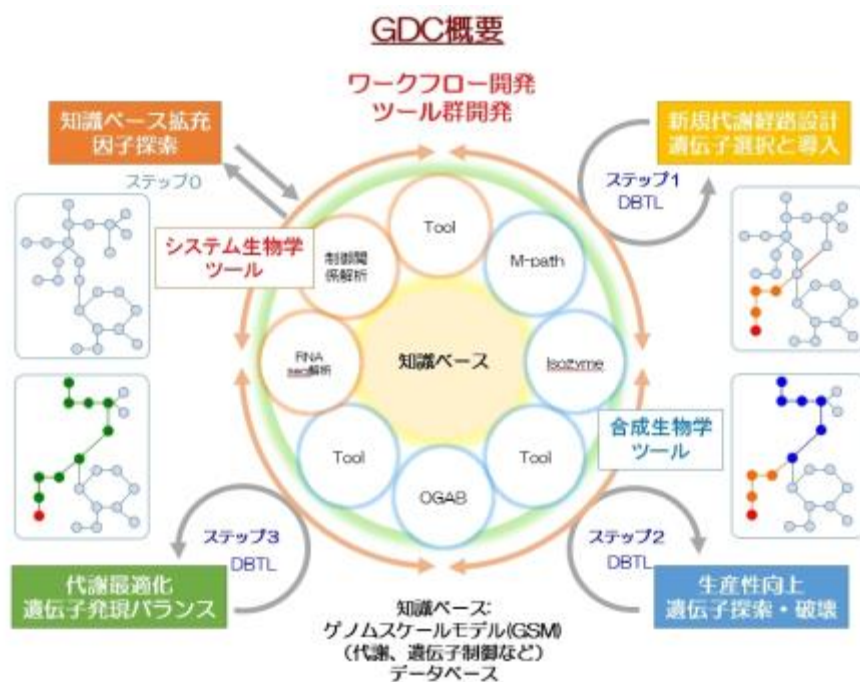 GDC概要
ワークフロー開発
ツール群開発
知識ベース拡充
因子探索
ステップ0
新規代謝経路設計
遺伝子選択と導入
ステップ1
DBTL
システム生物学
ツール
制御関
係解析
Tool
M-path
RNA
seq解析
知識ベース
Isozyme
合成生物学
ツール
Tool
OGAB
Tool
ステップ3
DBTL
ステップ2
DBTL
代謝最適化
遺伝子発現バランス
生産性向上
遺伝子探索・破壊
知識ベース:
ゲノムスケールモデル(GSM)
(代謝、遺伝子制御など)
データベース